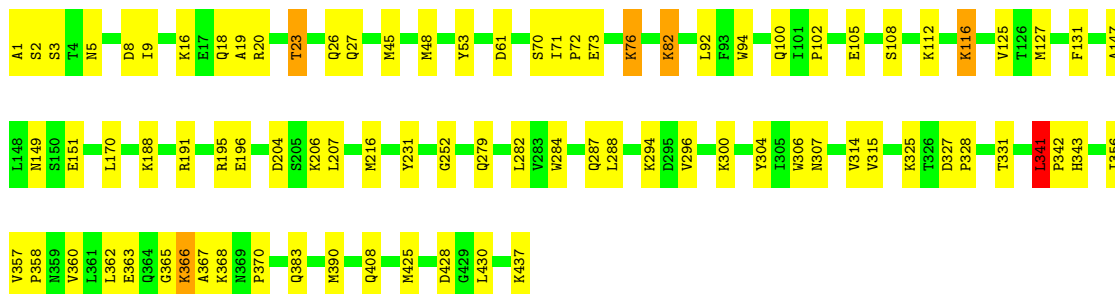 A1 S2 S3 T4 N5 D8 I9 K16 E17 Q18 A19 R20 T23 Q26 Q27 M45 M48 Y53 D61 S70 I71 P72 E73 K76 K82 L92 F93 W94 Q100 I101 P102 E105 S108 K112 K116 V125 T126 M127 F131 A147
L148 N149 S150 E151 L170 K188 R191 R195 E196 D204 S205 K206 L207 M216 Y231 G252 Q279 L282 V283 W284 Q287 L288 K294 D295 V296 K300 Y304 I305 W306 N307 V314 V315 K325 T326 D327 P328 T331 L341 P342 H343 I356
V357 P358 N359 V360 L361 L362 E363 Q364 G365 K366 A367 K368 N369 P370 Q383 M390 Q408 M425 D428 G429 L430 K437